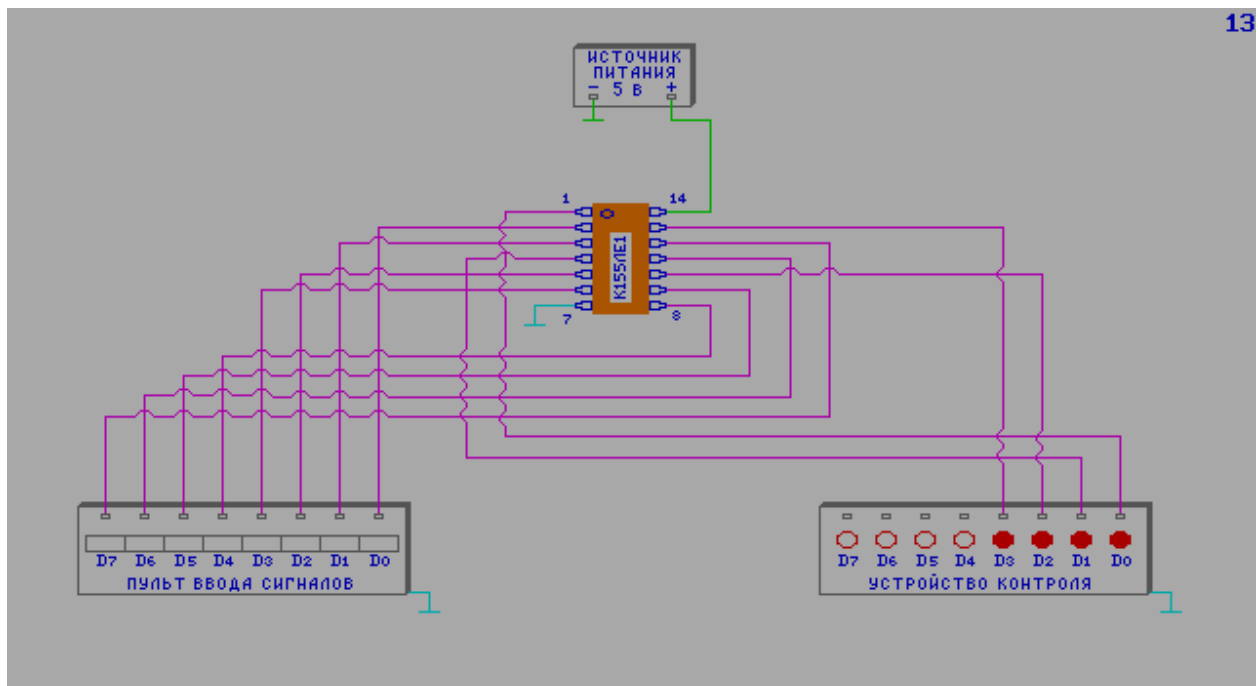 13
ИСТОЧНИК
ПИТАНИЯ
- 5 В +
1 14
К155ЛЕ1
7 8
D7 D6 D5 D4 D3 D2 D1 D0
ПУЛЬТ ВВОДА СИГНАЛОВ
D7 D6 D5 D4 D3 D2 D1 D0
УСТРОЙСТВО КОНТРОЛЯ